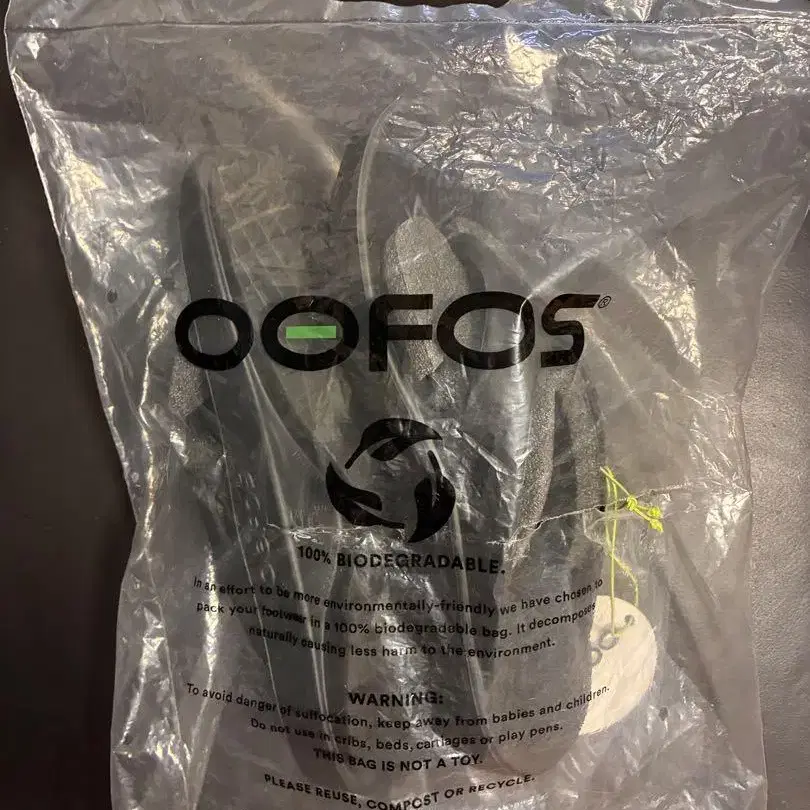 OOFOS®
100% BIODEGRADABLE.
In an effort to be more environmentally-friendly we have chosen to
pack your footwear in a 100% biodegradable bag. It decomposes
naturally causing less harm to the environment.
WARNING:
To avoid danger of suffocation, keep away from babies and children.
Do not use in cribs, beds, carriages or play pens.
THIS BAG IS NOT A TOY.
PLEASE REUSE, COMPOST OR RECYCLE.